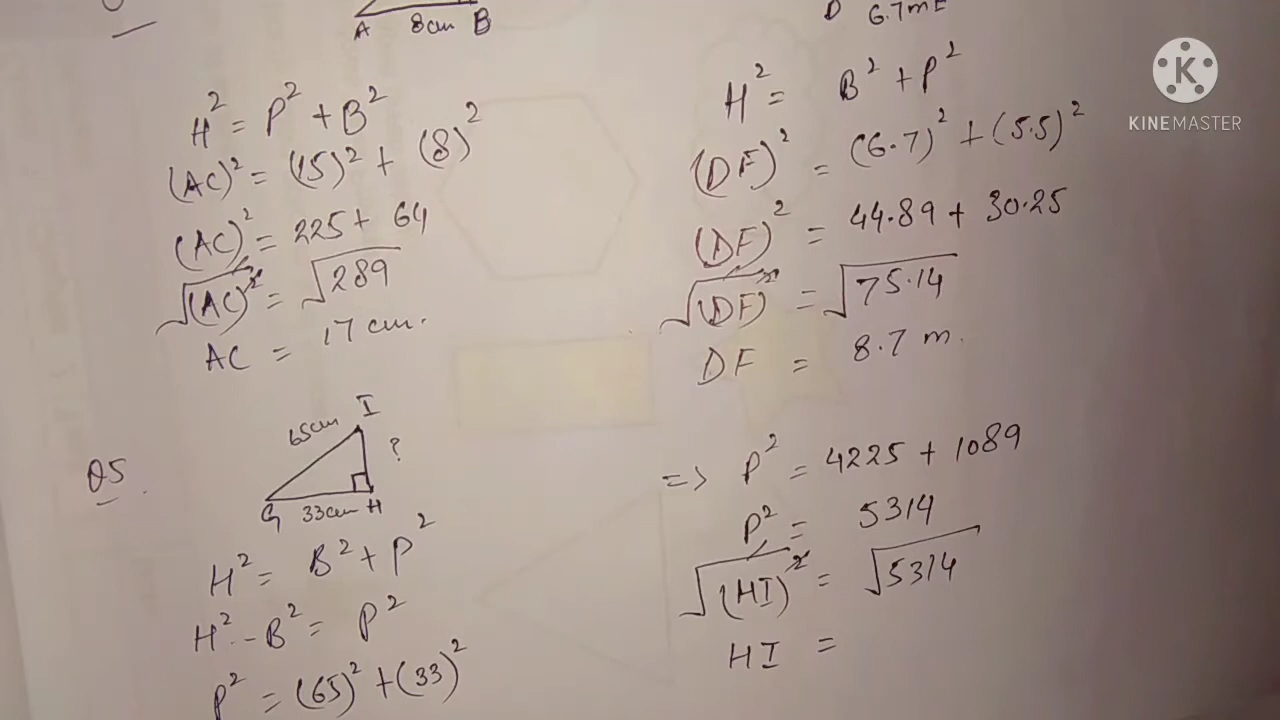 A 8cm B
H² = P² + B²
(AC)² = (15)² + (8)²
(AC)² = 225 + 64
√(AC)² = √289
AC = 17 cm.
Q5.
65cm I
?
G 33cm H
H² = B² + P²
H² - B² = P²
P² = (65)² + (33)²
D 6.7m E
H² = B² + P²
(DF)² = (6.7)² + (5.5)²
(DF)² = 44.89 + 30.25
√(DF)² = √75.14
DF = 8.7 m.
=> P² = 4225 + 1089
P² = 5314
√(HI)² = √5314
HI =
K
KINEMASTER